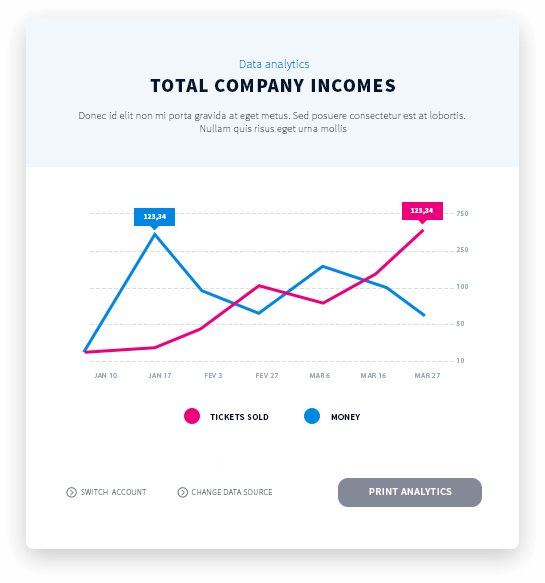 Data analytics
TOTAL COMPANY INCOMES
Donec id elit non mi porta gravida at eget metus. Sed posuere consectetur est at lobortis.
Nullam quis risus eget urna mollis
123,34
123,34
750
250
100
50
10
JAN 10 JAN 17 FEV 3 FEV 27 MAR 6 MAR 16 MAR 27
TICKETS SOLD MONEY
SWITCH ACCOUNT CHANGE DATA SOURCE PRINT ANALYTICS